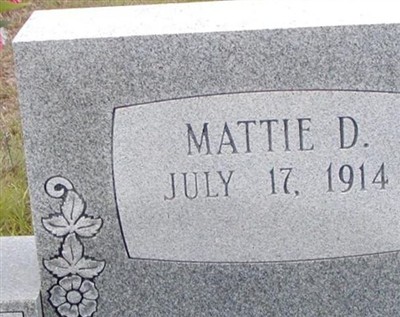 MATTIE D.
JULY 17, 1914